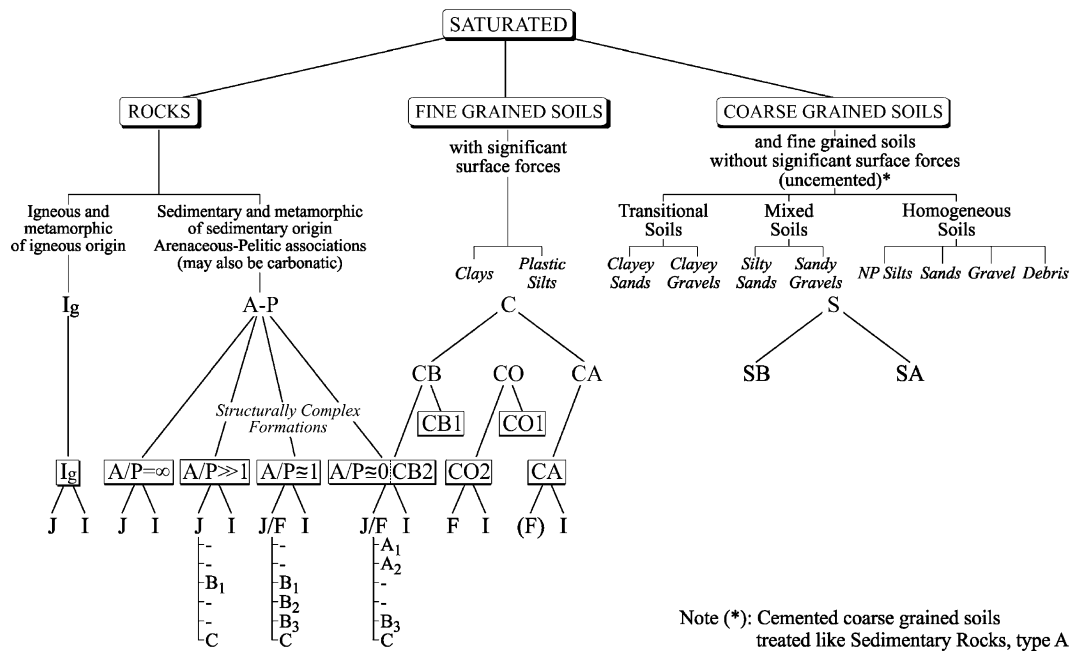 SATURATED
ROCKS
FINE GRAINED SOILS
COARSE GRAINED SOILS
with significant
surface forces
and fine grained soils
without significant surface forces
(uncemented)*
Igneous and
metamorphic
of igneous origin
Sedimentary and metamorphic
of sedimentary origin
Arenaceous-Pelitic associations
(may also be carbonatic)
Transitional
Soils
Mixed
Soils
Homogeneous
Soils
Clays
Plastic
Silts
Clayey
Sands
Clayey
Gravels
Silty
Sands
Sandy
Gravels
NP Silts
Sands
Gravel
Debris
Ig
A-P
C
S
CB
CO
CA
SB
SA
Structurally Complex
Formations
CB1
CO1
Ig
A/P=∞
A/P>>1
A/P≅1
A/P≅0
CB2
CO2
CA
J I
J I
J I
J/F I
J/F I
F I
(F) I
-
-
B1
-
-
C
-
-
B1
B2
B3
C
A1
A2
-
-
B3
C
Note (*): Cemented coarse grained soils
treated like Sedimentary Rocks, type A